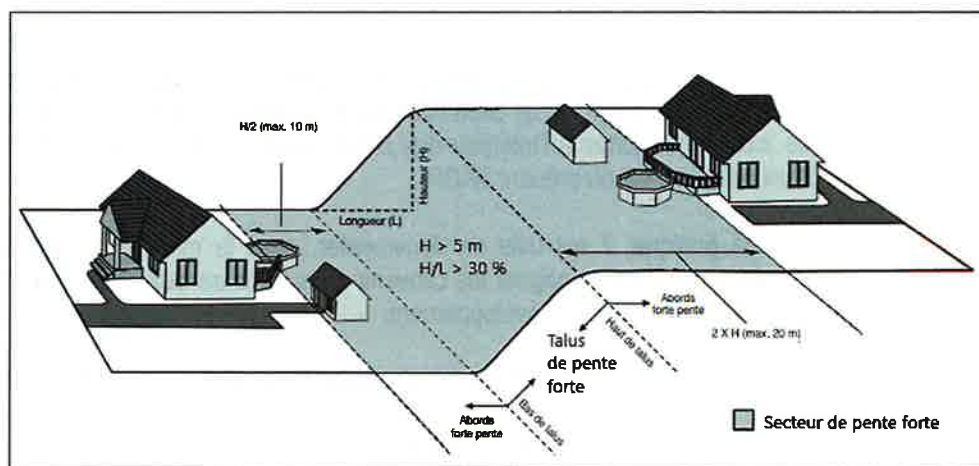 H/2 (max. 10 m)
Hauteur (H)
Longueur (L)
H > 5 m
H/L > 30 %
Abords
forte pente
2 X H (max. 20 m)
Haut de talus
Talus
de pente
forte
Bas de talus
Abords
forte pente
Secteur de pente forte